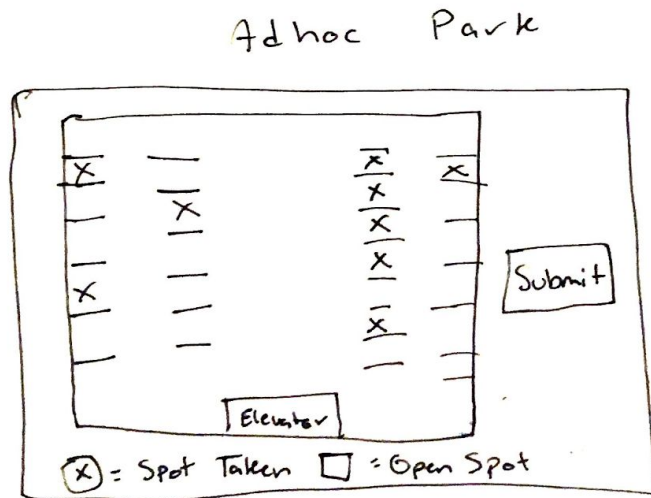 Adhoc Park
X X X
X X
X
X X
X
Submit
X
Elevator
X = Spot Taken □ = Open Spot